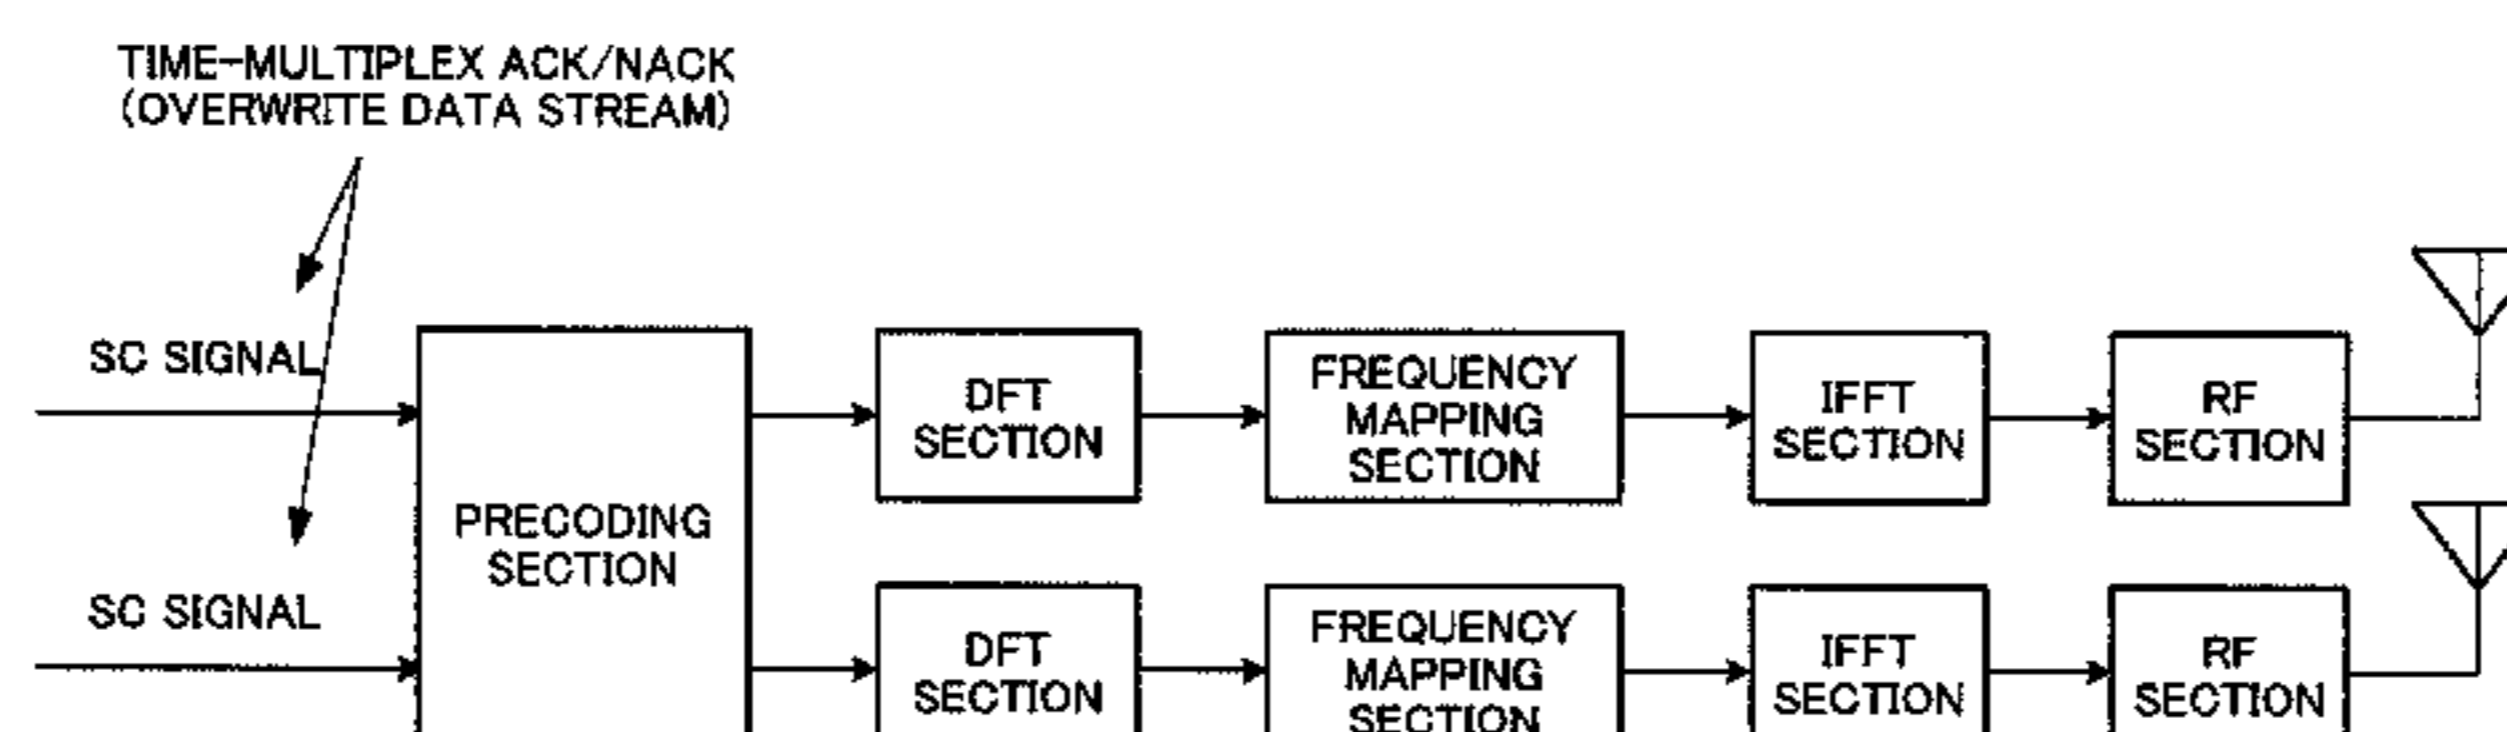 TIME-MULTIPLEX ACK/NACK
(OVERWRITE DATA STREAM)
SC SIGNAL
PRECODING
SECTION
DFT
SECTION
FREQUENCY
MAPPING
SECTION
IFFT
SECTION
RF
SECTION
SC SIGNAL
DFT
SECTION
FREQUENCY
MAPPING
SECTION
IFFT
SECTION
RF
SECTION